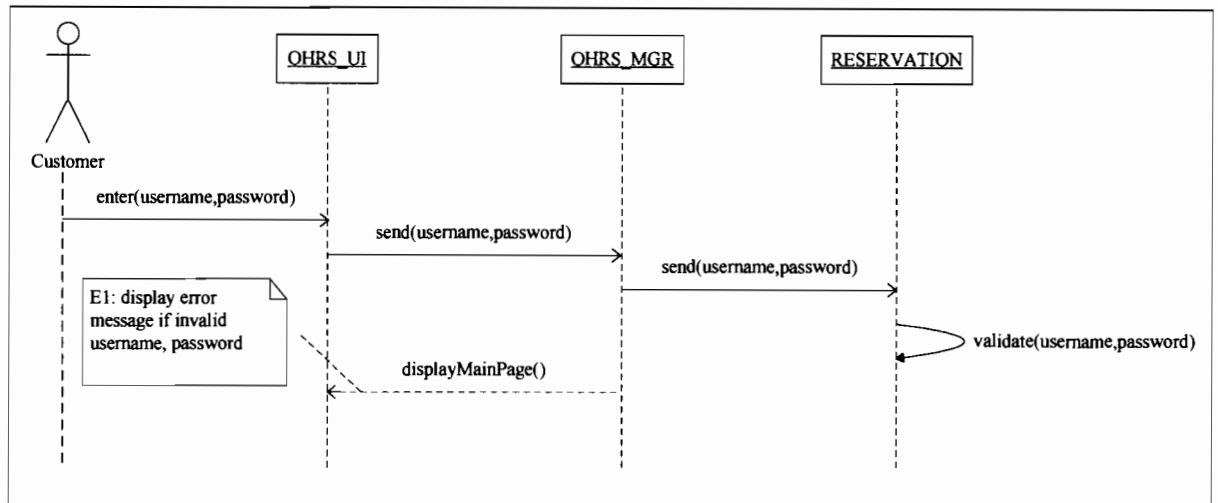 OHRS_UI
OHRS_MGR
RESERVATION
Customer
enter(username,password)
send(username,password)
send(username,password)
E1: display error
message if invalid
username, password
validate(username,password)
displayMainPage()